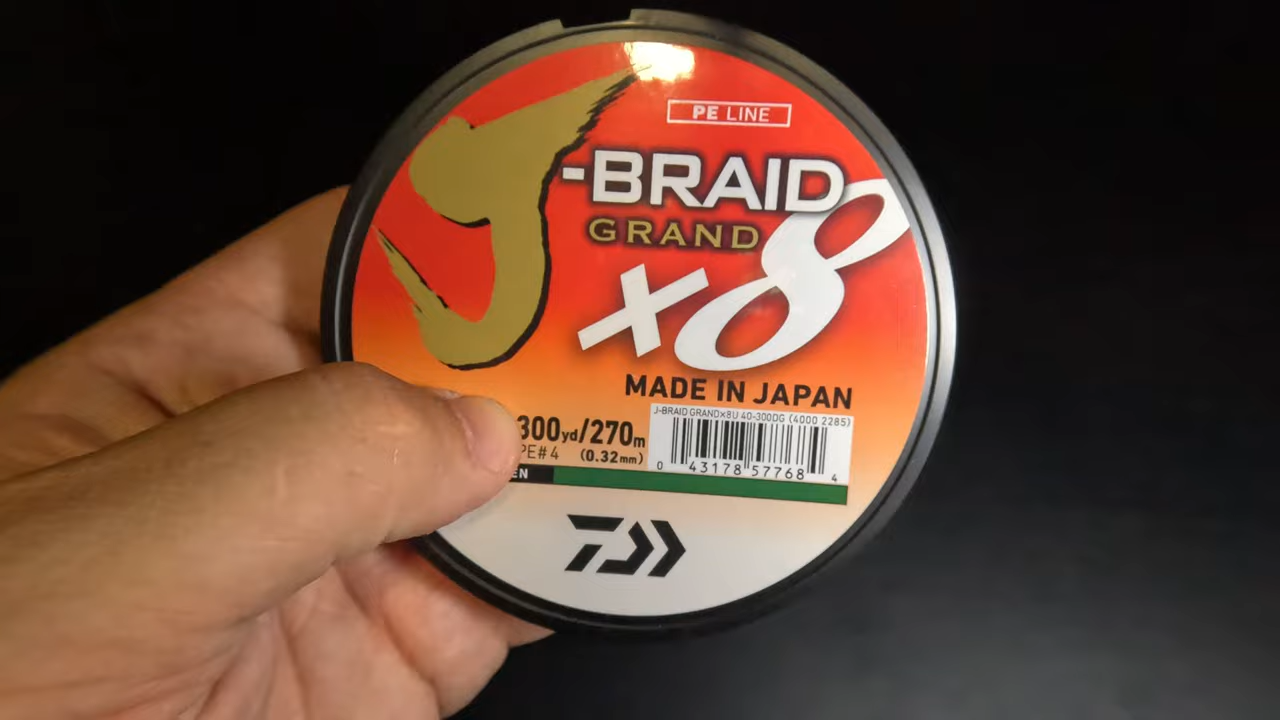 PE LINE
J-BRAID
GRAND
x8
MADE IN JAPAN
J-BRAID GRAND×8U 40-300DG (4000 2285)
300yd/270m
PE#4 (0.32mm)
0 43178 57768 4
EN